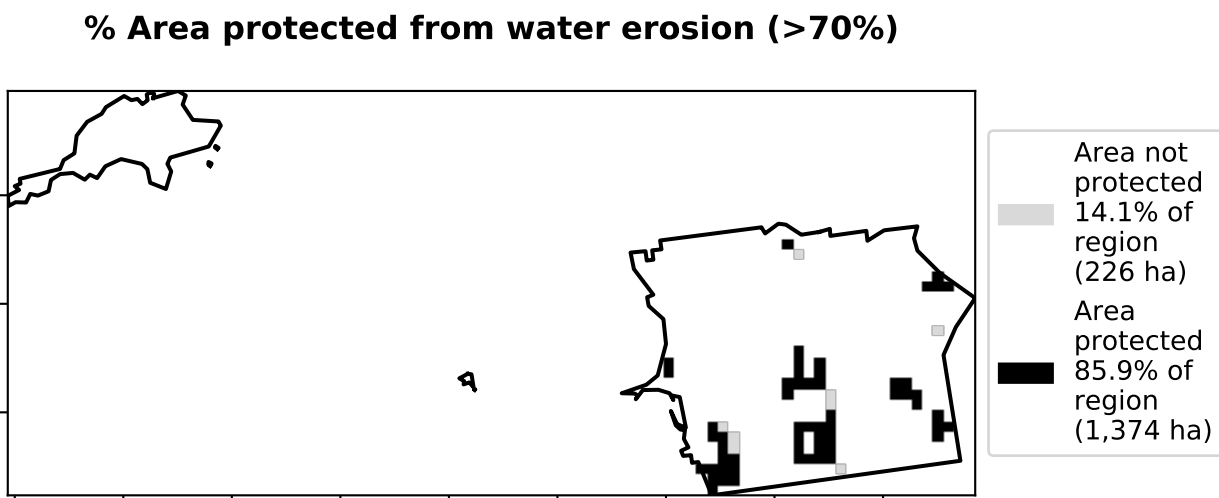 % Area protected from water erosion (>70%)
Area not
protected
14.1% of
region
(226 ha)
Area
protected
85.9% of
region
(1,374 ha)